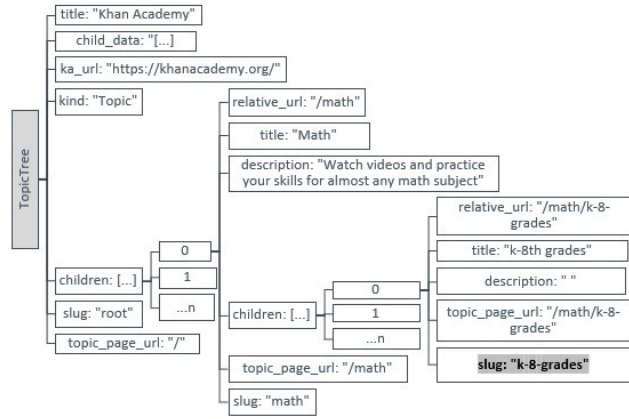 TopicTree
title: "Khan Academy"
child_data: "[...]
ka_url: "https://khanacademy.org/"
kind: "Topic"
children: [...]
slug: "root"
topic_page_url: "/"
0
1
...n
relative_url: "/math"
title: "Math"
description: "Watch videos and practice
your skills for almost any math subject"
children: [...]
topic_page_url: "/math"
slug: "math"
0
1
...n
relative_url: "/math/k-8-
grades"
title: "k-8th grades"
description: " "
topic_page_url: "/math/k-8-
grades"
slug: "k-8-grades"